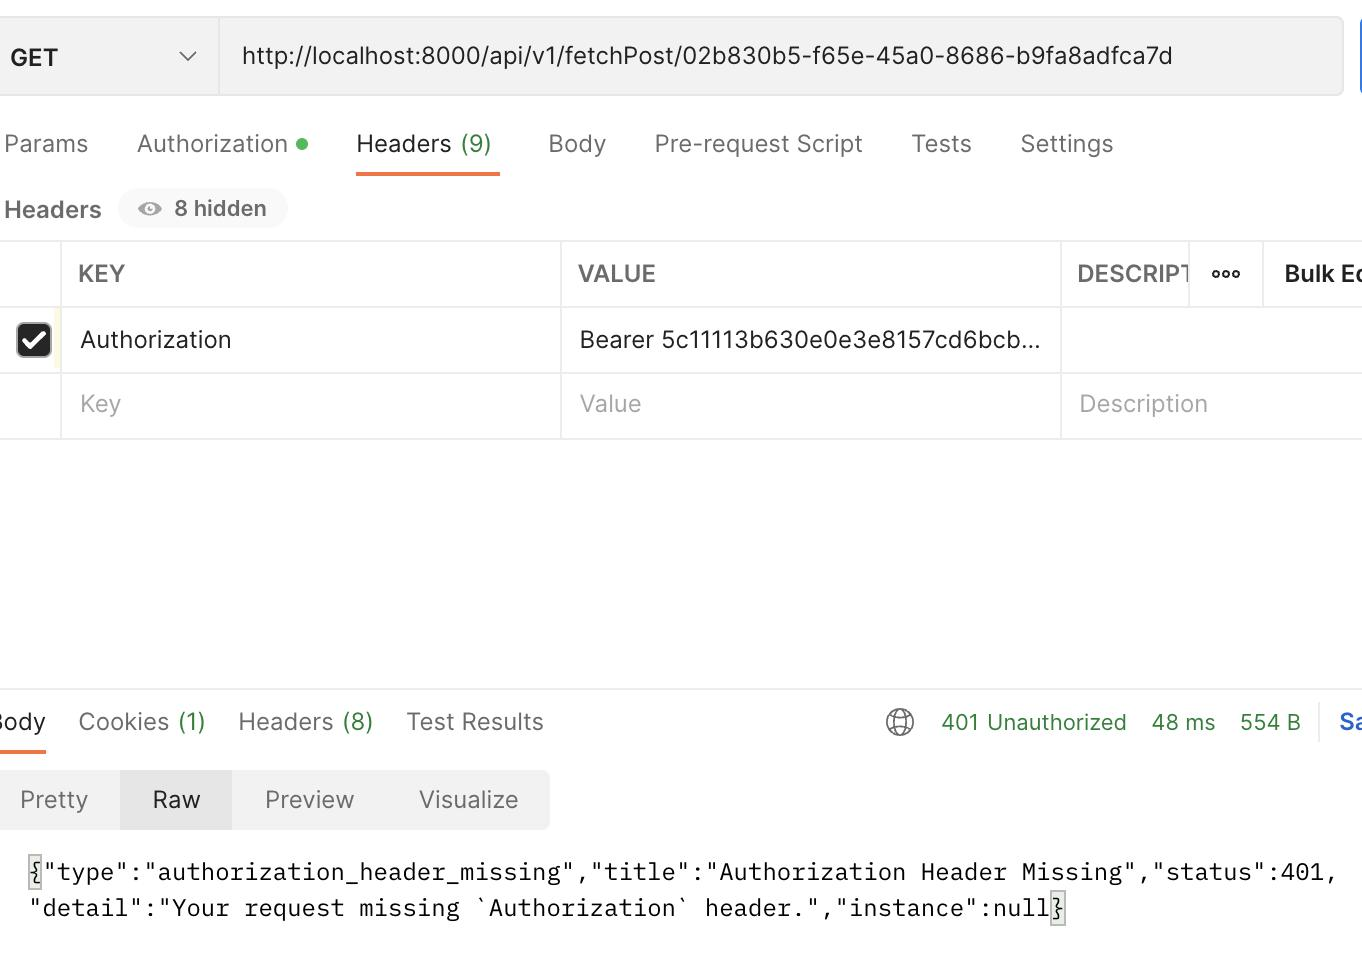 GET http://localhost:8000/api/v1/fetchPost/02b830b5-f65e-45a0-8686-b9fa8adfca7d
Params Authorization Headers (9) Body Pre-request Script Tests Settings
Headers 8 hidden
KEY VALUE DESCRIPT ooo Bulk Ed
Authorization Bearer 5c11113b630e0e3e8157cd6bcb...
Key Value Description
Body Cookies (1) Headers (8) Test Results 401 Unauthorized 48 ms 554 B Sa
Pretty Raw Preview Visualize
{"type":"authorization_header_missing","title":"Authorization Header Missing","status":401,
"detail":"Your request missing `Authorization` header.","instance":null}